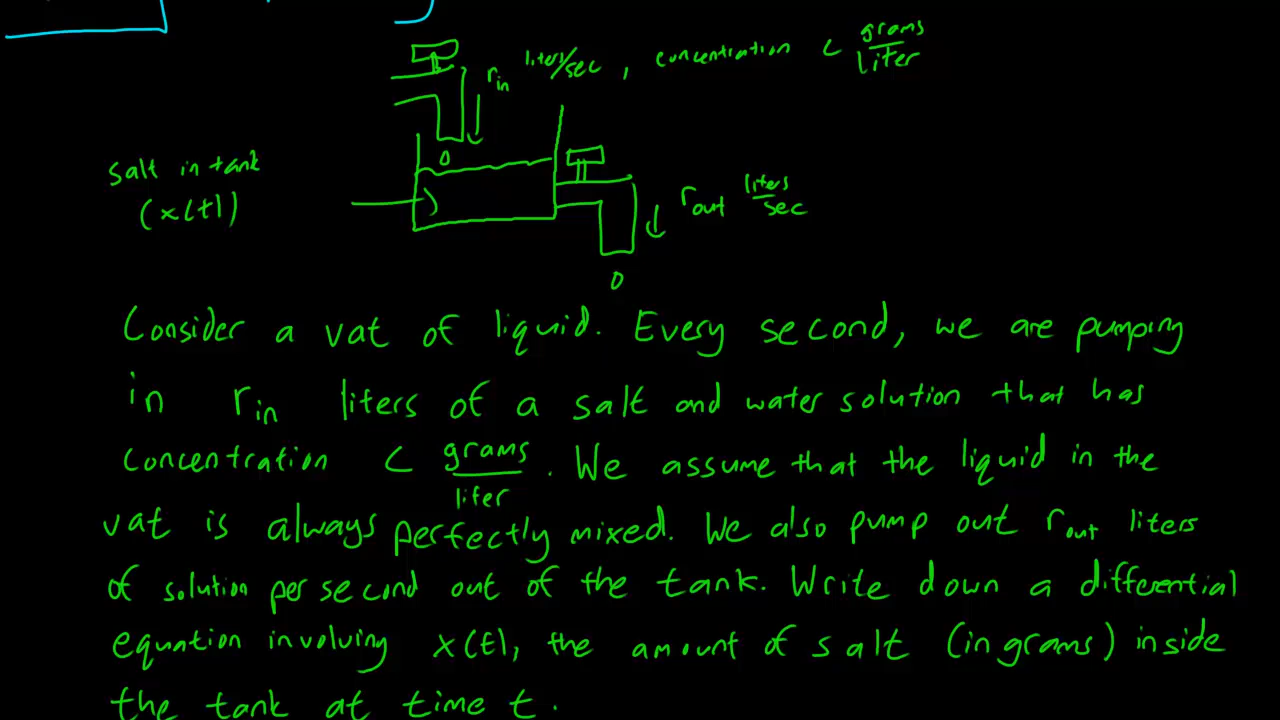 r_in liters/sec, concentration c grams/liter
salt in tank
(x(t))
r_out liters/sec
Consider a vat of liquid. Every second, we are pumping
in r_in liters of a salt and water solution that has
concentration c grams/liter. We assume that the liquid in the
vat is always perfectly mixed. We also pump out r_out liters
of solution per second out of the tank. Write down a differential
equation involving x(t), the amount of salt (in grams) inside
the tank at time t.